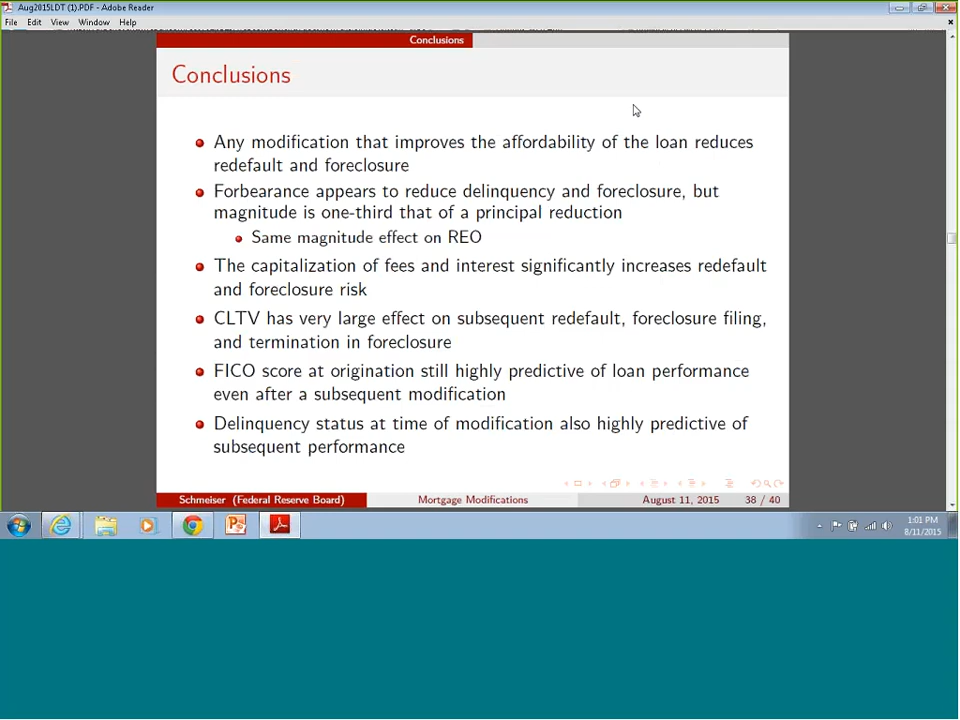 Aug2015LDT (1).PDF - Adobe Reader
File Edit View Window Help
Conclusions
Conclusions
Any modification that improves the affordability of the loan reduces
redefault and foreclosure
Forbearance appears to reduce delinquency and foreclosure, but
magnitude is one-third that of a principal reduction
Same magnitude effect on REO
The capitalization of fees and interest significantly increases redefault
and foreclosure risk
CLTV has very large effect on subsequent redefault, foreclosure filing,
and termination in foreclosure
FICO score at origination still highly predictive of loan performance
even after a subsequent modification
Delinquency status at time of modification also highly predictive of
subsequent performance
Schmeiser (Federal Reserve Board) Mortgage Modifications August 11, 2015 38 / 40
1:01 PM
8/11/2015